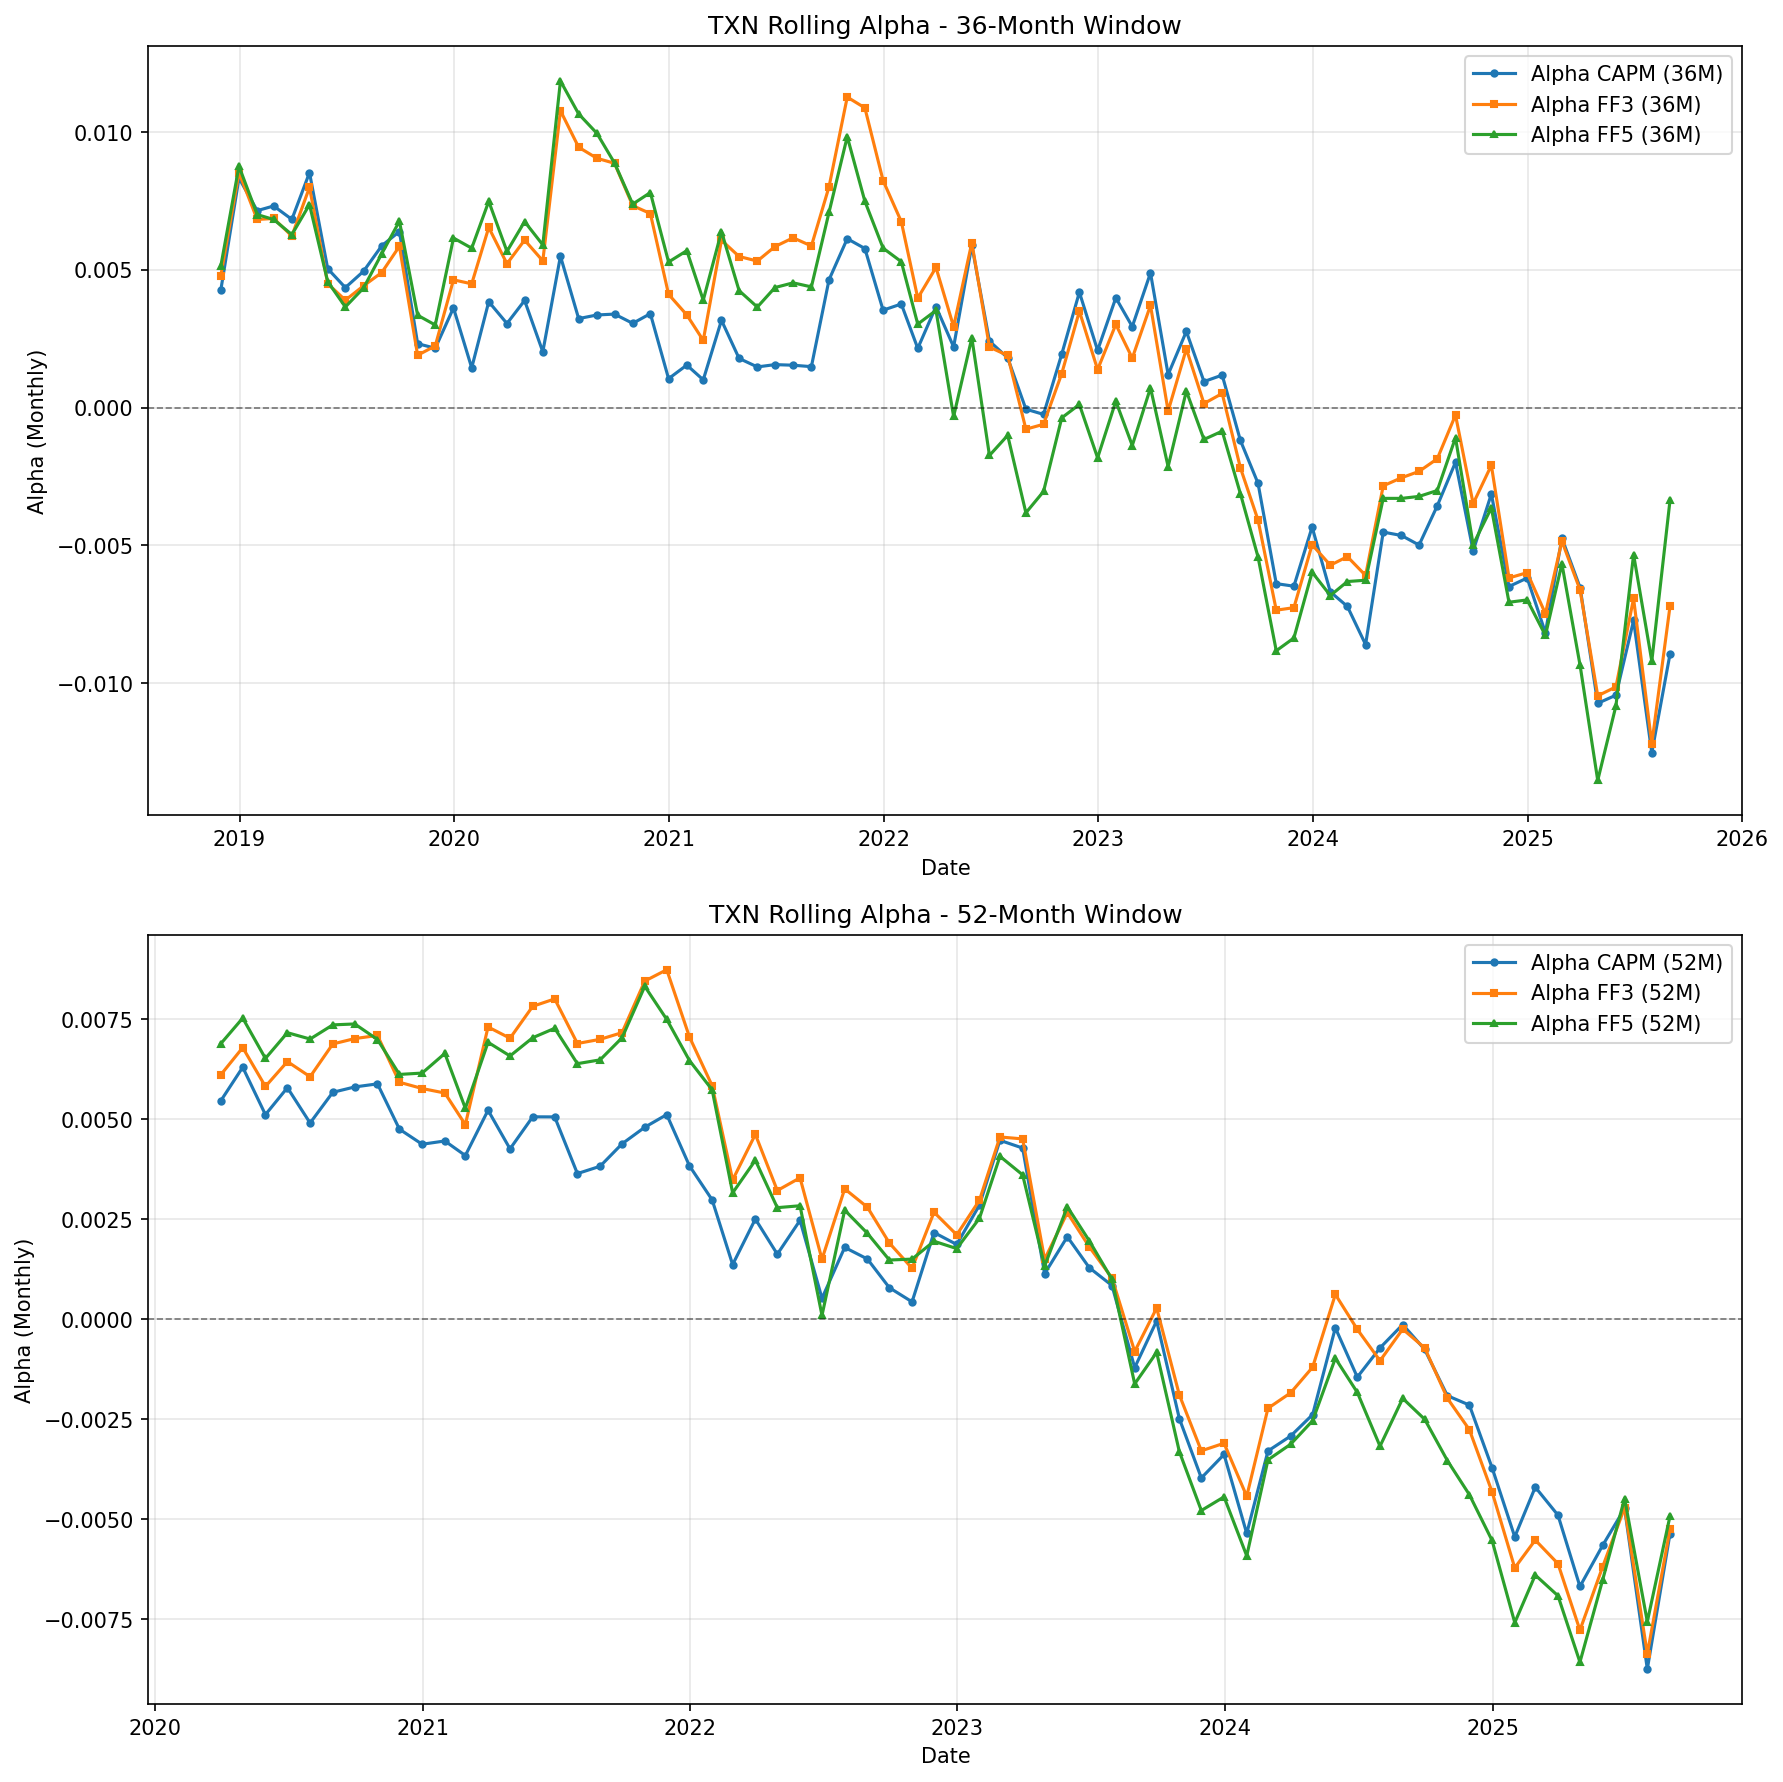 TXN Rolling Alpha - 36-Month Window
Alpha CAPM (36M)
Alpha FF3 (36M)
Alpha FF5 (36M)
Alpha (Monthly)
0.010
0.005
0.000
−0.005
−0.010
2019 2020 2021 2022 2023 2024 2025 2026
Date
TXN Rolling Alpha - 52-Month Window
Alpha CAPM (52M)
Alpha FF3 (52M)
Alpha FF5 (52M)
Alpha (Monthly)
0.0075
0.0050
0.0025
0.0000
−0.0025
−0.0050
−0.0075
2020 2021 2022 2023 2024 2025
Date